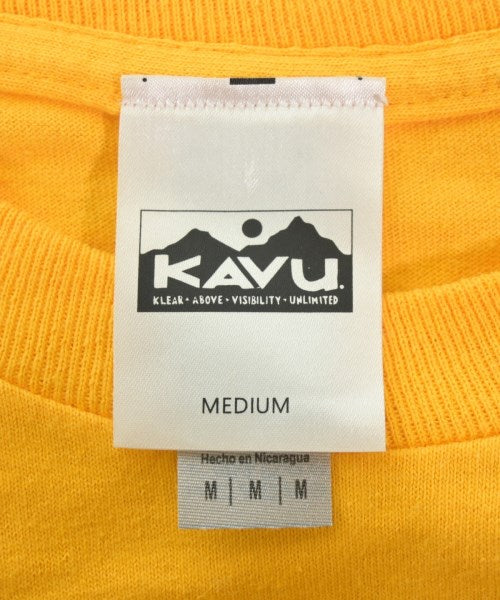 KAVU.
KLEAR • ABOVE • VISIBILITY • UNLIMITED
MEDIUM
Hecho en Nicaragua
M | M | M